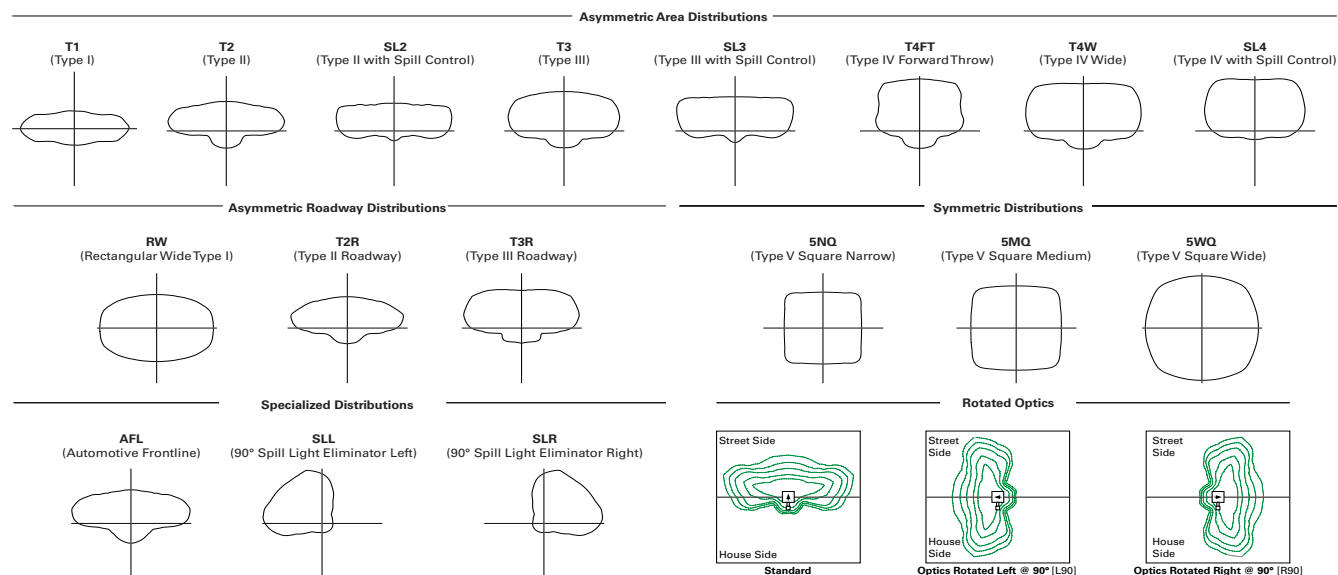 Asymmetric Area Distributions
T1
(Type I)
T2
(Type II)
SL2
(Type II with Spill Control)
T3
(Type III)
SL3
(Type III with Spill Control)
T4FT
(Type IV Forward Throw)
T4W
(Type IV Wide)
SL4
(Type IV with Spill Control)
Asymmetric Roadway Distributions
Symmetric Distributions
RW
(Rectangular Wide Type I)
T2R
(Type II Roadway)
T3R
(Type III Roadway)
5NQ
(Type V Square Narrow)
5MQ
(Type V Square Medium)
5WQ
(Type V Square Wide)
Specialized Distributions
Rotated Optics
AFL
(Automotive Frontline)
SLL
(90° Spill Light Eliminator Left)
SLR
(90° Spill Light Eliminator Right)
Street Side
House Side
Standard
Street
Side
House
Side
Optics Rotated Left @ 90° [L90]
Street
Side
House
Side
Optics Rotated Right @ 90° [R90]